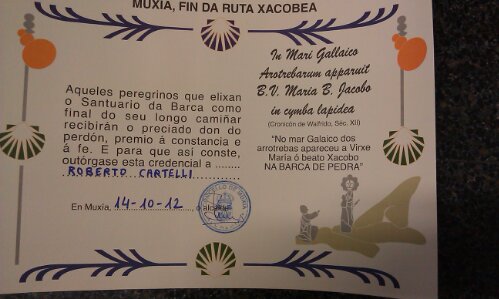 MUXIA, FIN DA RUTA XACOBEA
Aqueles peregrinos que elixan
o Santuario da Barca como
final do seu longo camiñar
recibirán o preciado don do
perdón, premio á constancia e
á fe. E para que así conste,
outórgase esta credencial a ........
ROBERTO CARTELLI
En Muxia, 14-10-12, o alcalde
In Mari Gallaico
Arotrebarum apparuit
B.V. Maria B. Jacobo
in cymba lapidea
(Cronicón de Walfrido, Séc. XII)
"No mar Galaico dos
arrotrebas apareceu a Virxe
María ó beato Xacobo
NA BARCA DE PEDRA"